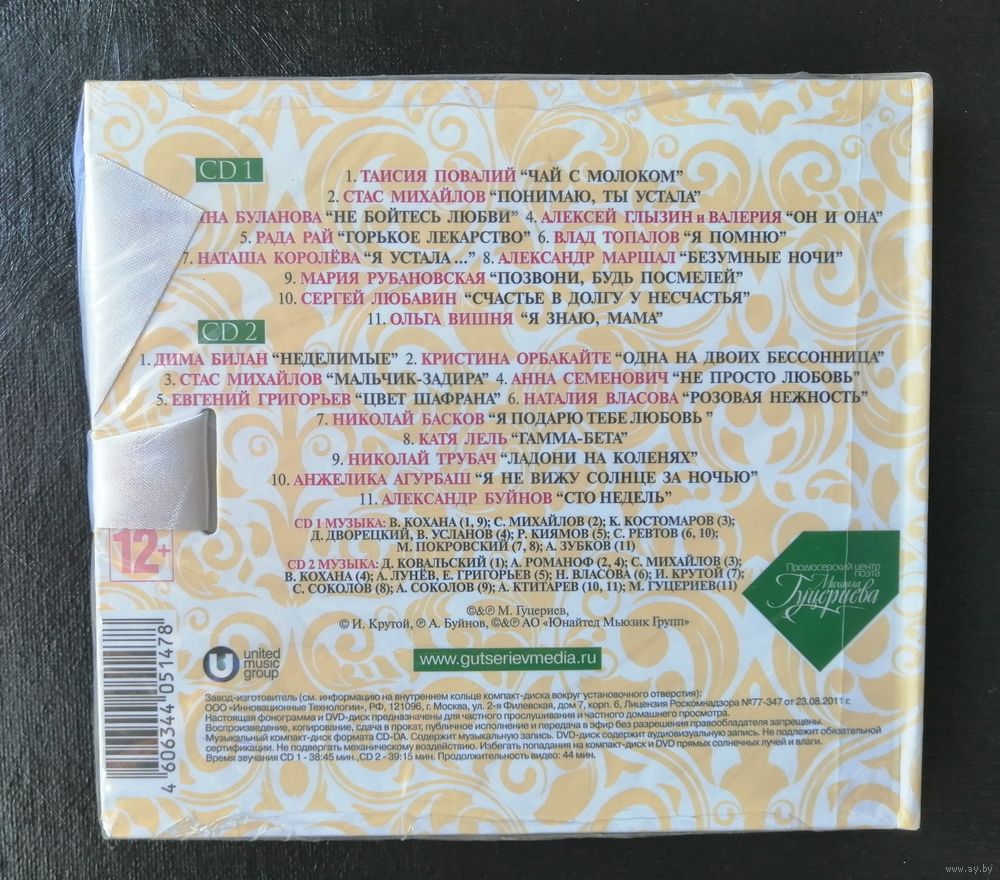 CD 1
1. ТАИСИЯ ПОВАЛИЙ “ЧАЙ С МОЛОКОМ”
2. СТАС МИХАЙЛОВ “ПОНИМАЮ, ТЫ УСТАЛА”
БУЛАНОВА “НЕ БОЙТЕСЬ ЛЮБВИ” 4. АЛЕКСЕЙ ГЛЫЗИН и ВАЛЕРИЯ “ОН И ОНА”
5. РАДА РАЙ “ГОРЬКОЕ ЛЕКАРСТВО” 6. ВЛАД ТОПАЛОВ “Я ПОМНЮ”
7. НАТАША КОРОЛЁВА “Я УСТАЛА...” 8. АЛЕКСАНДР МАРШАЛ “БЕЗУМНЫЕ НОЧИ”
9. МАРИЯ РУБАНОВСКАЯ “ПОЗВОНИ, БУДЬ ПОСМЕЛЕЙ”
10. СЕРГЕЙ ЛЮБАВИН “СЧАСТЬЕ В ДОЛГУ У НЕСЧАСТЬЯ”
11. ОЛЬГА ВИШНЯ “Я ЗНАЮ, МАМА”
CD 2
1. ДИМА БИЛАН “НЕДЕЛИМЫЕ” 2. КРИСТИНА ОРБАКАЙТЕ “ОДНА НА ДВОИХ БЕССОННИЦА”
3. СТАС МИХАЙЛОВ “МАЛЬЧИК-ЗАДИРА” 4. АННА СЕМЕНОВИЧ “НЕ ПРОСТО ЛЮБОВЬ”
5. ЕВГЕНИЙ ГРИГОРЬЕВ “ЦВЕТ ШАФРАНА” 6. НАТАЛИЯ ВЛАСОВА “РОЗОВАЯ НЕЖНОСТЬ”
7. НИКОЛАЙ БАСКОВ “Я ПОДАРЮ ТЕБЕ ЛЮБОВЬ”
8. КАТЯ ЛЕЛЬ “ГАММА-БЕТА”
9. НИКОЛАЙ ТРУБАЧ “ЛАДОНИ НА КОЛЕНЯХ”
10. АНЖЕЛИКА АГУРБАШ “Я НЕ ВИЖУ СОЛНЦЕ ЗА НОЧЬЮ”
11. АЛЕКСАНДР БУЙНОВ “СТО НЕДЕЛЬ”
CD 1 МУЗЫКА: В. КОХАНА (1, 9); С. МИХАЙЛОВ (2); К. КОСТОМАРОВ (3);
Д. ДВОРЕЦКИЙ, В. УСЛАНОВ (4); Р. КИЯМОВ (5); С. РЕВТОВ (6, 10);
М. ПОКРОВСКИЙ (7, 8); А. ЗУБКОВ (11)
CD 2 МУЗЫКА: Д. КОВАЛЬСКИЙ (1); А. РОМАНОФ (2, 4); С. МИХАЙЛОВ (3);
В. КОХАНА (4); А. ЛУНЁВ, Е. ГРИГОРЬЕВ (5); Н. ВЛАСОВА (6); И. КРУТОЙ (7);
С. СОКОЛОВ (8); А. СОКОЛОВ (9); А. КТИТАРЕВ (10, 11); М. ГУЦЕРИЕВ(11)
12+
Продюсерский центр
поэта
Михаила
Гуцериева
©&℗ М. Гуцериев,
© И. Крутой, ℗ А. Буйнов, ©&℗ АО «Юнайтед Мьюзик Групп»
united
music
group
www.gutserievmedia.ru
4 606344 051478
Завод-изготовитель (см. информацию на внутреннем кольце компакт-диска вокруг установочного отверстия):
ООО «Инновационные Технологии», РФ, 121096, г. Москва, ул. 2-я Филевская, дом 7, корп. 6, Лицензия Роскомнадзора №77-347 от 23.08.2011 г.
Настоящая фонограмма и DVD-диск предназначены для частного прослушивания и частного домашнего просмотра.
Воспроизведение, копирование, сдача в прокат, публичное исполнение и передача в эфир без разрешения правообладателя запрещены.
Музыкальный компакт-диск формата CD-DA. Содержит музыкальную запись. DVD-диск содержит аудиовизуальную запись. Не подлежит обязательной
сертификации. Не подвергать механическому воздействию. Избегать попадания на компакт-диск и DVD прямых солнечных лучей и влаги.
Время звучания CD 1 - 38:45 мин.,CD 2 - 39:15 мин. Продолжительность видео: 44 мин.
www.ay.by